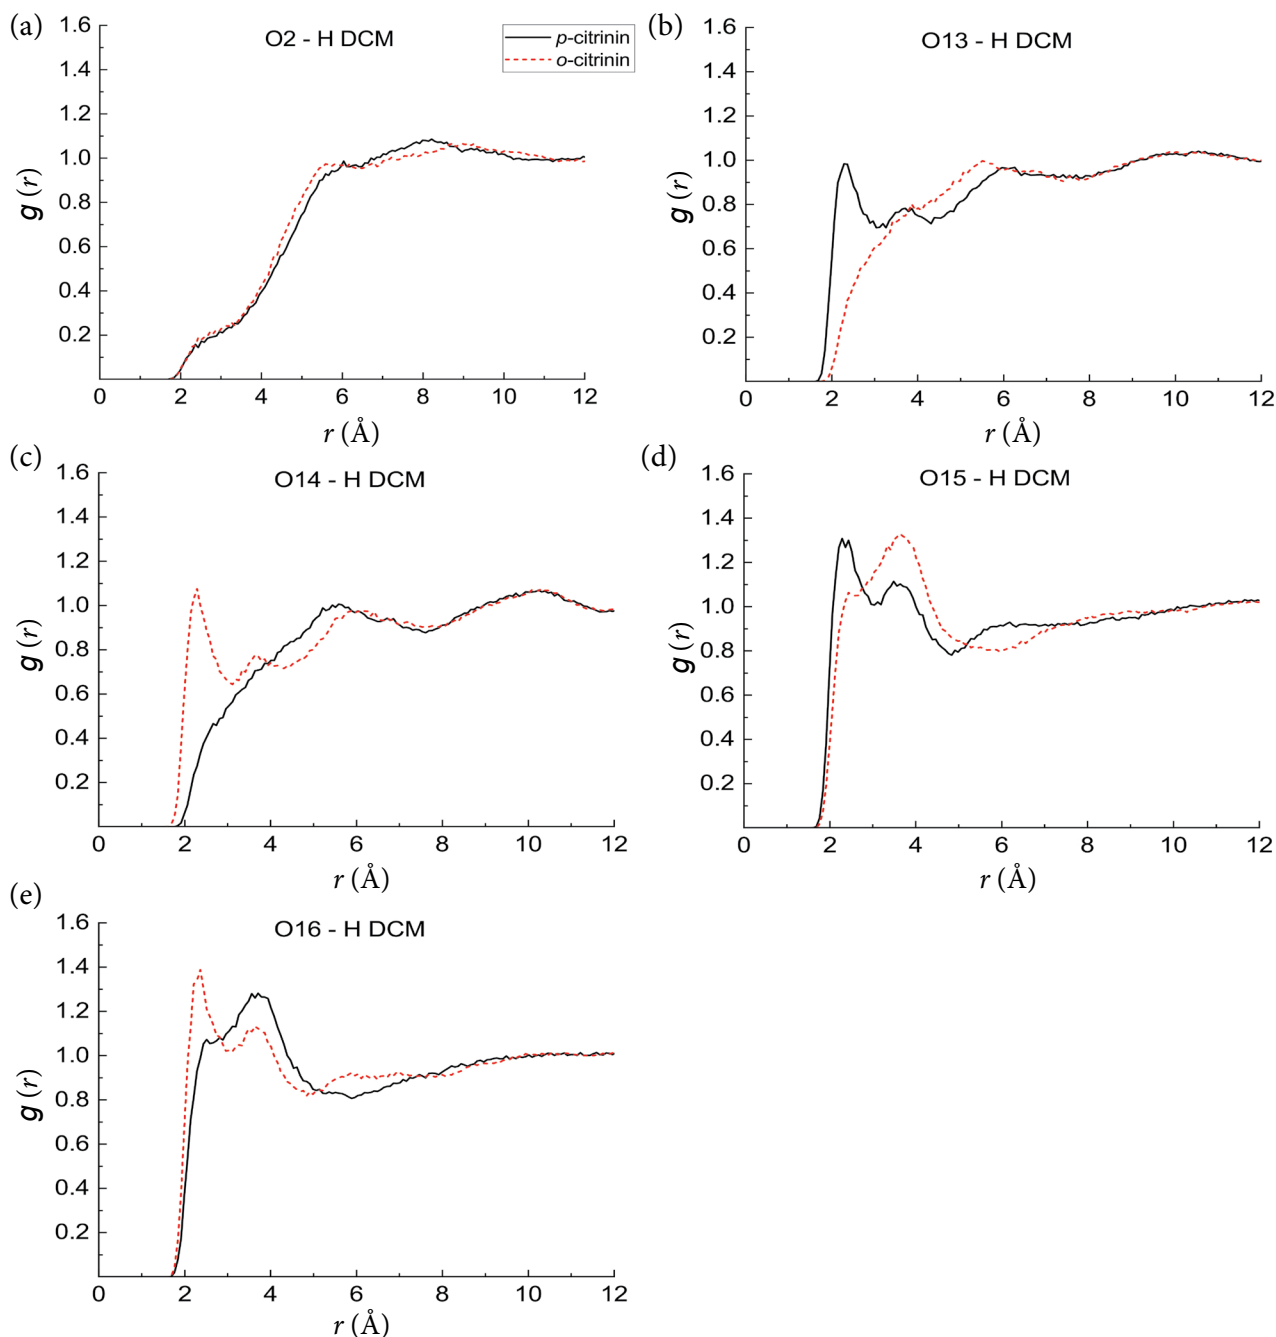 (a)
O2 - H DCM
p-citrinin
o-citrinin
1.6
1.4
1.2
1.0
0.8
0.6
0.4
0.2
g (r)
0 2 4 6 8 10 12
r (Å)
(b)
O13 - H DCM
1.6
1.4
1.2
1.0
0.8
0.6
0.4
0.2
g (r)
0 2 4 6 8 10 12
r (Å)
(c)
O14 - H DCM
1.6
1.4
1.2
1.0
0.8
0.6
0.4
0.2
g (r)
0 2 4 6 8 10 12
r (Å)
(d)
O15 - H DCM
1.6
1.4
1.2
1.0
0.8
0.6
0.4
0.2
g (r)
0 2 4 6 8 10 12
r (Å)
(e)
O16 - H DCM
1.6
1.4
1.2
1.0
0.8
0.6
0.4
0.2
g (r)
0 2 4 6 8 10 12
r (Å)